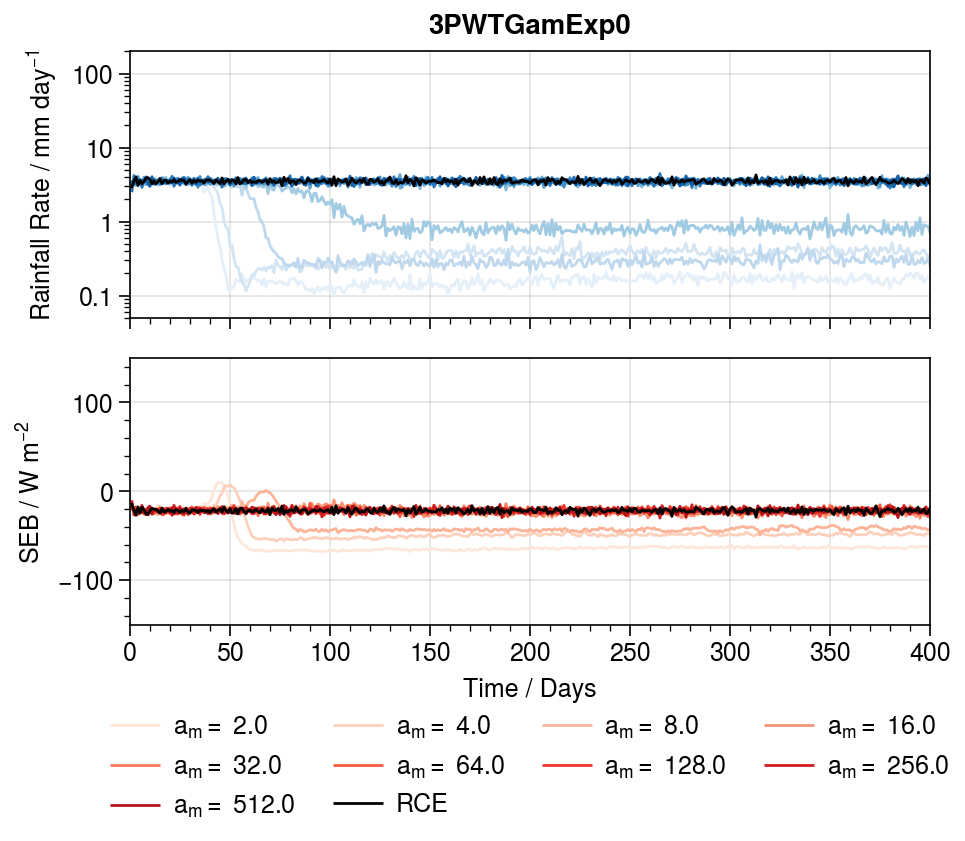 3PWTGamExp0
Rainfall Rate / mm day⁻¹
100
10
1
0.1
SEB / W m⁻²
100
0
−100
0 50 100 150 200 250 300 350 400
Time / Days
aₘ = 2.0 aₘ = 4.0 aₘ = 8.0 aₘ = 16.0
aₘ = 32.0 aₘ = 64.0 aₘ = 128.0 aₘ = 256.0
aₘ = 512.0 RCE